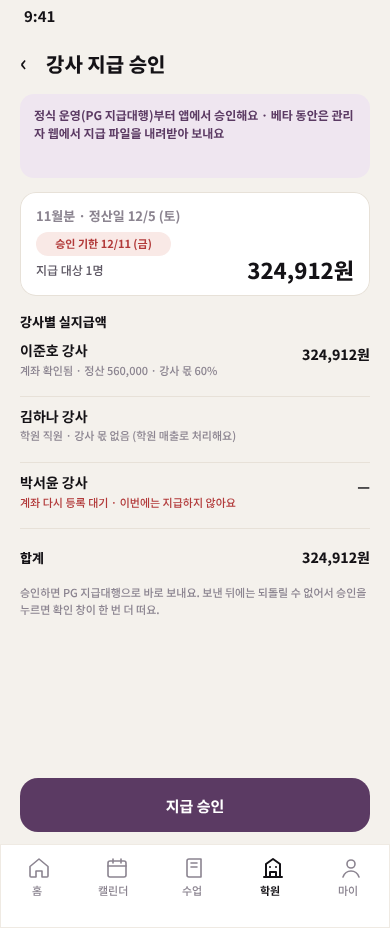 9:41
‹ 강사 지급 승인
정식 운영(PG 지급대행)부터 앱에서 승인해요 · 베타 동안은 관리
자 웹에서 지급 파일을 내려받아 보내요
11월분 · 정산일 12/5 (토)
승인 기한 12/11 (금)
지급 대상 1명
324,912원
강사별 실지급액
이준호 강사
324,912원
계좌 확인됨 · 정산 560,000 · 강사 몫 60%
김하나 강사
학원 직원 · 강사 몫 없음 (학원 매출로 처리해요)
박서윤 강사
—
계좌 다시 등록 대기 · 이번에는 지급하지 않아요
합계
324,912원
승인하면 PG 지급대행으로 바로 보내요. 보낸 뒤에는 되돌릴 수 없어서 승인을
누르면 확인 창이 한 번 더 떠요.
지급 승인
홈
캘린더
수업
학원
마이